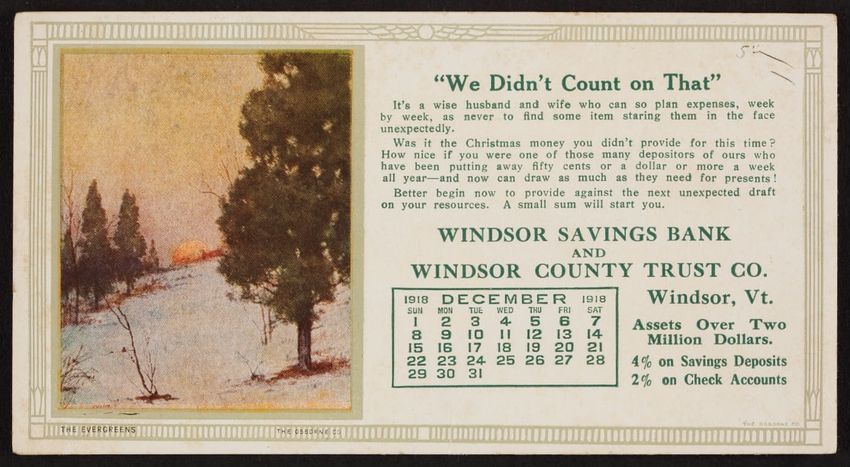 "We Didn't Count on That"
It's a wise husband and wife who can so plan expenses, week
by week, as never to find some item staring them in the face
unexpectedly.
Was it the Christmas money you didn't provide for this time?
How nice if you were one of those many depositors of ours who
have been putting away fifty cents or a dollar or more a week
all year—and now can draw as much as they need for presents!
Better begin now to provide against the next unexpected draft
on your resources. A small sum will start you.
WINDSOR SAVINGS BANK
AND
WINDSOR COUNTY TRUST CO.
1918 DECEMBER 1918
SUN MON TUE WED THU FRI SAT
1 2 3 4 5 6 7
8 9 10 11 12 13 14
15 16 17 18 19 20 21
22 23 24 25 26 27 28
29 30 31
Windsor, Vt.
Assets Over Two
Million Dollars.
4% on Savings Deposits
2% on Check Accounts
THE EVERGREENS
THE OSBORNE CO
THE OSBORNE CO.